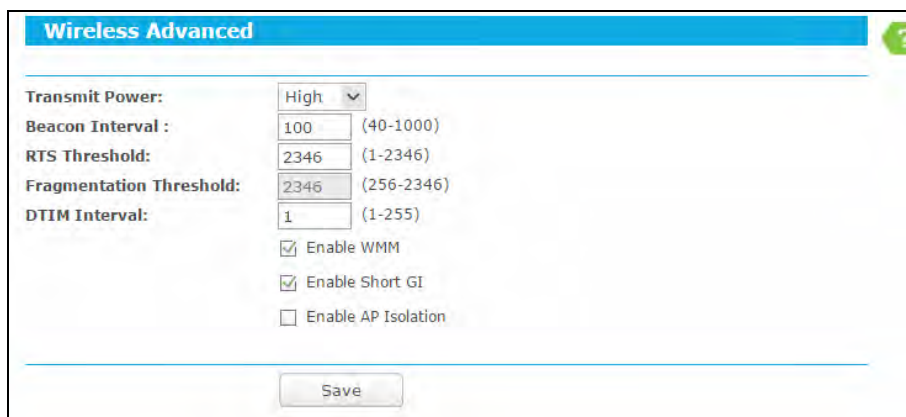 Wireless Advanced
?
Transmit Power: High
Beacon Interval : 100 (40-1000)
RTS Threshold: 2346 (1-2346)
Fragmentation Threshold: 2346 (256-2346)
DTIM Interval: 1 (1-255)
Enable WMM
Enable Short GI
Enable AP Isolation
Save